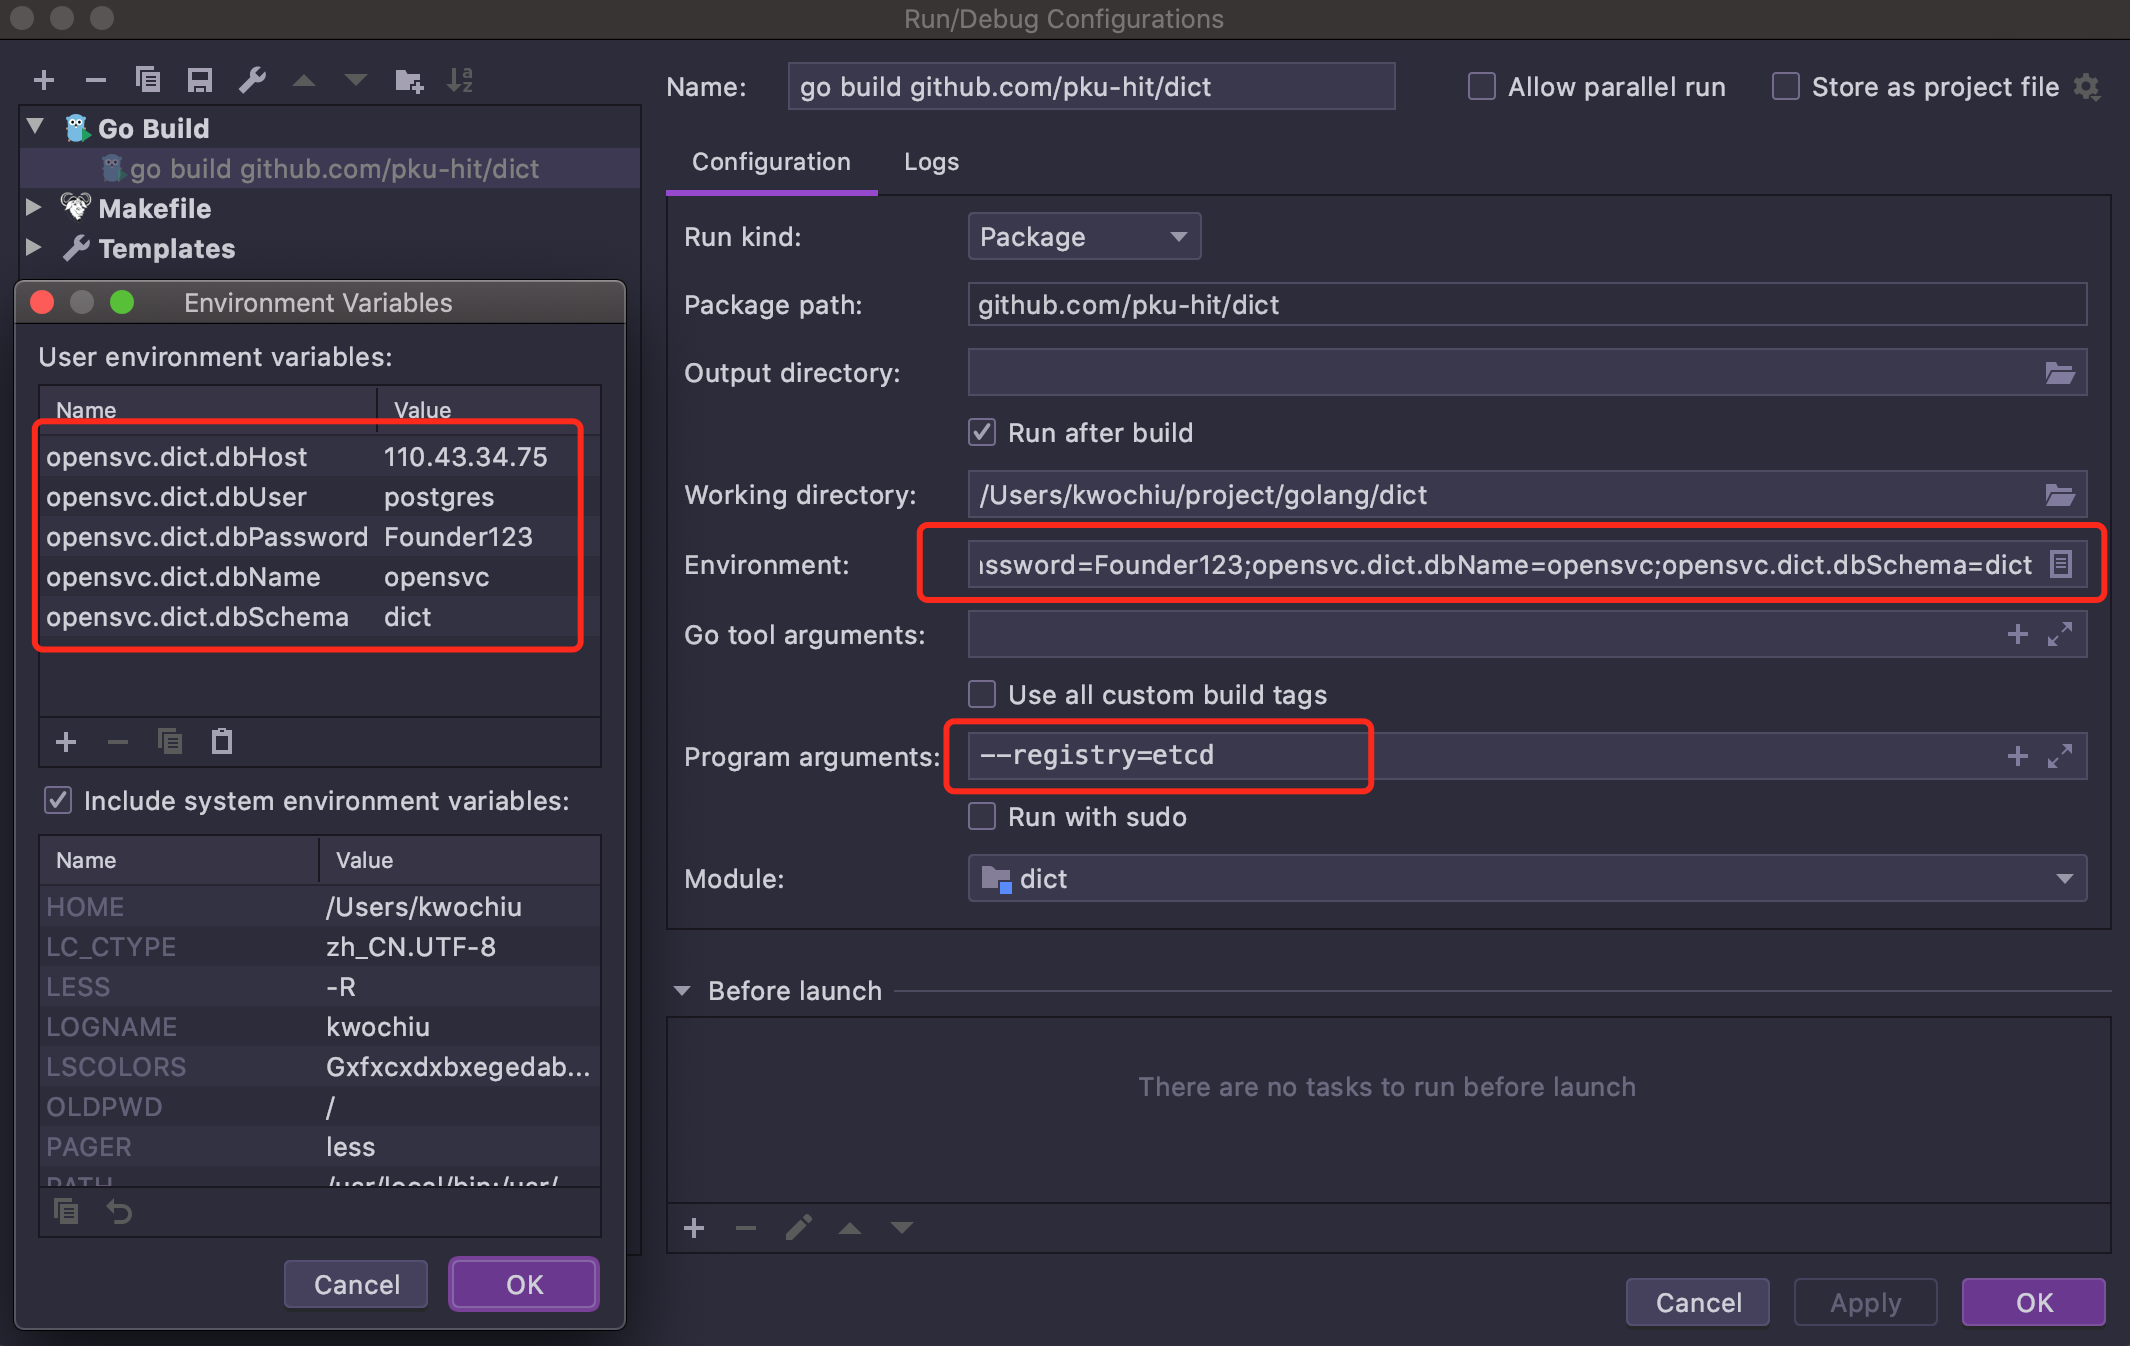 Run/Debug Configurations
Go Build
go build github.com/pku-hit/dict
Makefile
Templates
Name: go build github.com/pku-hit/dict
Allow parallel run
Store as project file
Configuration
Logs
Run kind: Package
Package path: github.com/pku-hit/dict
Output directory:
Run after build
Working directory: /Users/kwochiu/project/golang/dict
Environment: ssword=Founder123;opensvc.dict.dbName=opensvc;opensvc.dict.dbSchema=dict
Go tool arguments:
Use all custom build tags
Program arguments: --registry=etcd
Run with sudo
Module: dict
Before launch
There are no tasks to run before launch
Cancel
Apply
OK
Environment Variables
User environment variables:
Name Value
opensvc.dict.dbHost 110.43.34.75
opensvc.dict.dbUser postgres
opensvc.dict.dbPassword Founder123
opensvc.dict.dbName opensvc
opensvc.dict.dbSchema dict
Include system environment variables:
Name Value
HOME /Users/kwochiu
LC_CTYPE zh_CN.UTF-8
LESS -R
LOGNAME kwochiu
LSCOLORS Gxfxcxdxbxegedab...
OLDPWD /
PAGER less
PATH /usr/local/bin:/usr/
Cancel
OK